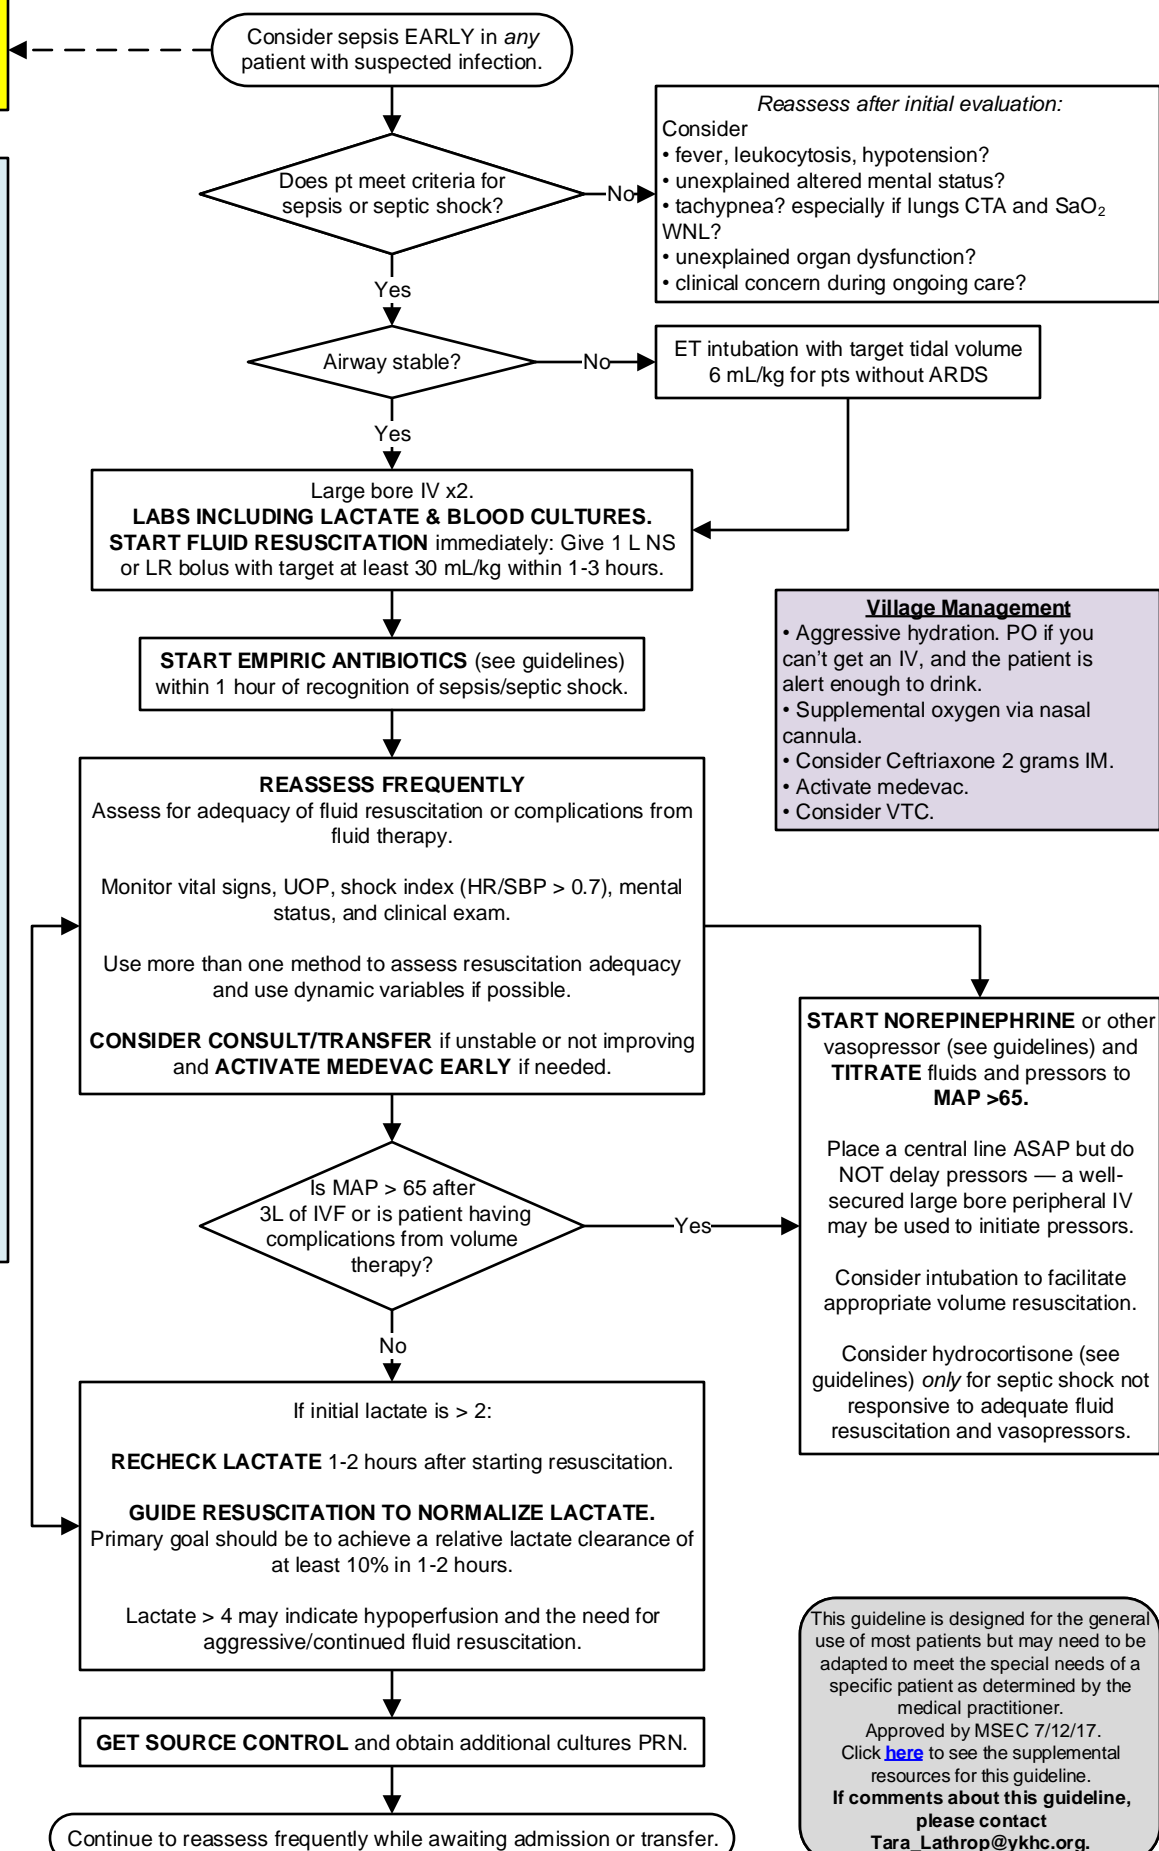 Consider sepsis EARLY in any
patient with suspected infection.
Does pt meet criteria for
sepsis or septic shock?
No
Reassess after initial evaluation:
Consider
• fever, leukocytosis, hypotension?
• unexplained altered mental status?
• tachypnea? especially if lungs CTA and SaO₂
WNL?
• unexplained organ dysfunction?
• clinical concern during ongoing care?
Yes
Airway stable?
No
ET intubation with target tidal volume
6 mL/kg for pts without ARDS
Yes
Large bore IV x2.
LABS INCLUDING LACTATE & BLOOD CULTURES.
START FLUID RESUSCITATION immediately: Give 1 L NS
or LR bolus with target at least 30 mL/kg within 1-3 hours.
START EMPIRIC ANTIBIOTICS (see guidelines)
within 1 hour of recognition of sepsis/septic shock.
Village Management
• Aggressive hydration. PO if you
can't get an IV, and the patient is
alert enough to drink.
• Supplemental oxygen via nasal
cannula.
• Consider Ceftriaxone 2 grams IM.
• Activate medevac.
• Consider VTC.
REASSESS FREQUENTLY
Assess for adequacy of fluid resuscitation or complications from
fluid therapy.
Monitor vital signs, UOP, shock index (HR/SBP > 0.7), mental
status, and clinical exam.
Use more than one method to assess resuscitation adequacy
and use dynamic variables if possible.
CONSIDER CONSULT/TRANSFER if unstable or not improving
and ACTIVATE MEDEVAC EARLY if needed.
START NOREPINEPHRINE or other
vasopressor (see guidelines) and
TITRATE fluids and pressors to
MAP >65.
Place a central line ASAP but do
NOT delay pressors — a well-
secured large bore peripheral IV
may be used to initiate pressors.
Consider intubation to facilitate
appropriate volume resuscitation.
Consider hydrocortisone (see
guidelines) only for septic shock not
responsive to adequate fluid
resuscitation and vasopressors.
Is MAP > 65 after
3L of IVF or is patient having
complications from volume
therapy?
Yes
No
If initial lactate is > 2:
RECHECK LACTATE 1-2 hours after starting resuscitation.
GUIDE RESUSCITATION TO NORMALIZE LACTATE.
Primary goal should be to achieve a relative lactate clearance of
at least 10% in 1-2 hours.
Lactate > 4 may indicate hypoperfusion and the need for
aggressive/continued fluid resuscitation.
GET SOURCE CONTROL and obtain additional cultures PRN.
Continue to reassess frequently while awaiting admission or transfer.
This guideline is designed for the general
use of most patients but may need to be
adapted to meet the special needs of a
specific patient as determined by the
medical practitioner.
Approved by MSEC 7/12/17.
Click here to see the supplemental
resources for this guideline.
If comments about this guideline,
please contact
Tara_Lathrop@ykhc.org.